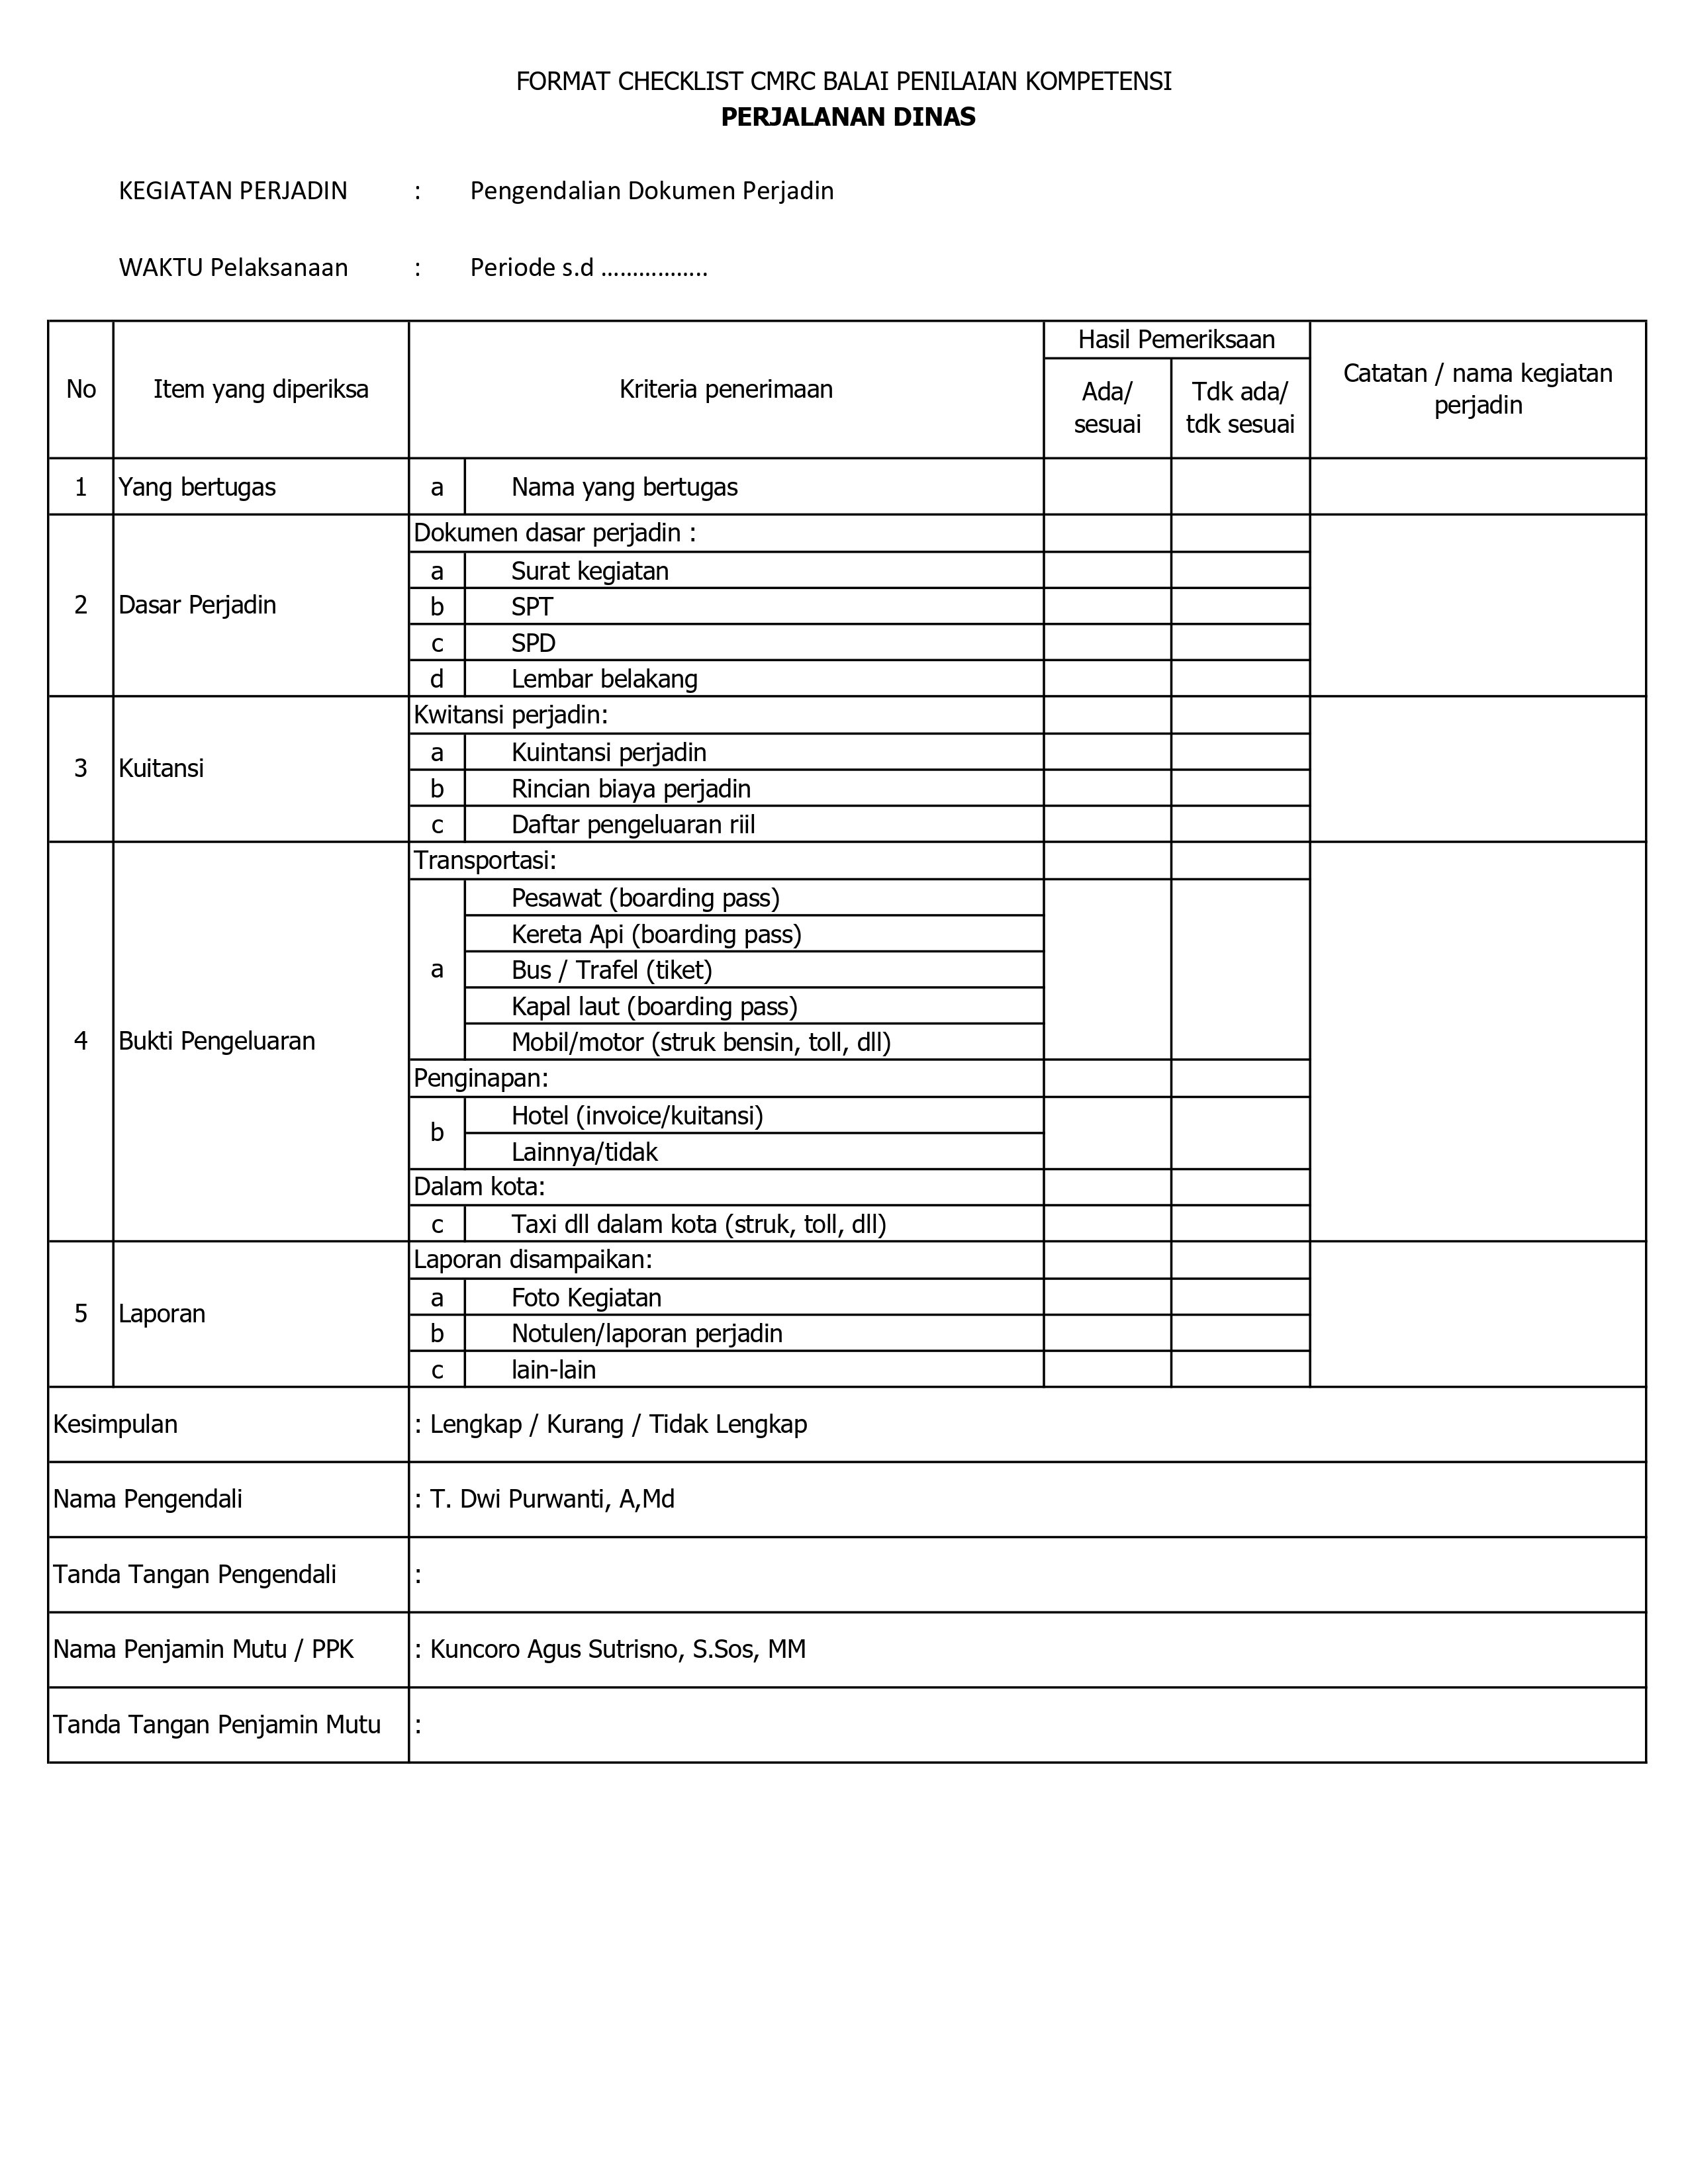 FORMAT CHECKLIST CMRC BALAI PENILAIAN KOMPETENSI
PERJALANAN DINAS
KEGIATAN PERJADIN : Pengendalian Dokumen Perjadin
WAKTU Pelaksanaan : Periode s.d ……………..
No Item yang diperiksa Kriteria penerimaan Hasil Pemeriksaan Catatan / nama kegiatan
perjadin
Ada/ Tdk ada/
sesuai tdk sesuai
1 Yang bertugas a Nama yang bertugas
2 Dasar Perjadin
Dokumen dasar perjadin :
a Surat kegiatan
b SPT
c SPD
d Lembar belakang
3 Kuitansi
Kwitansi perjadin:
a Kuintansi perjadin
b Rincian biaya perjadin
c Daftar pengeluaran riil
4 Bukti Pengeluaran
Transportasi:
a
Pesawat (boarding pass)
Kereta Api (boarding pass)
Bus / Trafel (tiket)
Kapal laut (boarding pass)
Mobil/motor (struk bensin, toll, dll)
Penginapan:
b
Hotel (invoice/kuitansi)
Lainnya/tidak
Dalam kota:
c Taxi dll dalam kota (struk, toll, dll)
5 Laporan
Laporan disampaikan:
a Foto Kegiatan
b Notulen/laporan perjadin
c lain-lain
Kesimpulan : Lengkap / Kurang / Tidak Lengkap
Nama Pengendali : T. Dwi Purwanti, A,Md
Tanda Tangan Pengendali :
Nama Penjamin Mutu / PPK : Kuncoro Agus Sutrisno, S.Sos, MM
Tanda Tangan Penjamin Mutu :